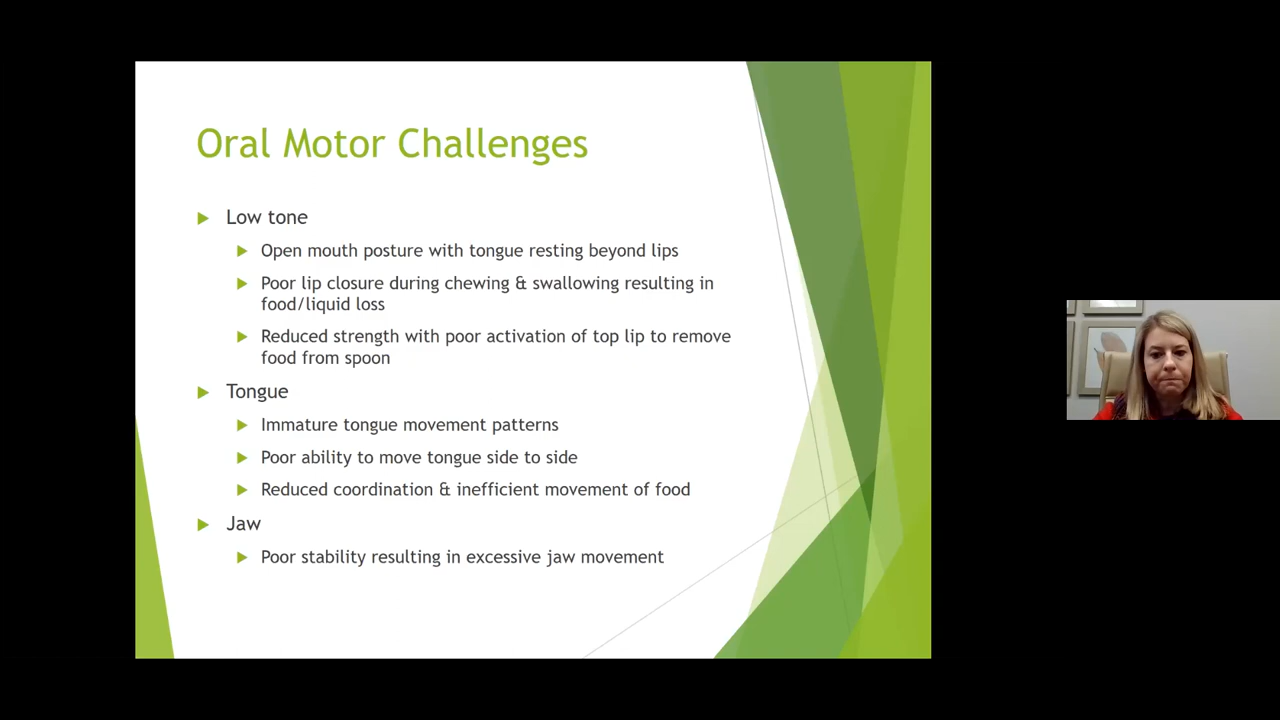 Oral Motor Challenges
Low tone
Open mouth posture with tongue resting beyond lips
Poor lip closure during chewing & swallowing resulting in
food/liquid loss
Reduced strength with poor activation of top lip to remove
food from spoon
Tongue
Immature tongue movement patterns
Poor ability to move tongue side to side
Reduced coordination & inefficient movement of food
Jaw
Poor stability resulting in excessive jaw movement